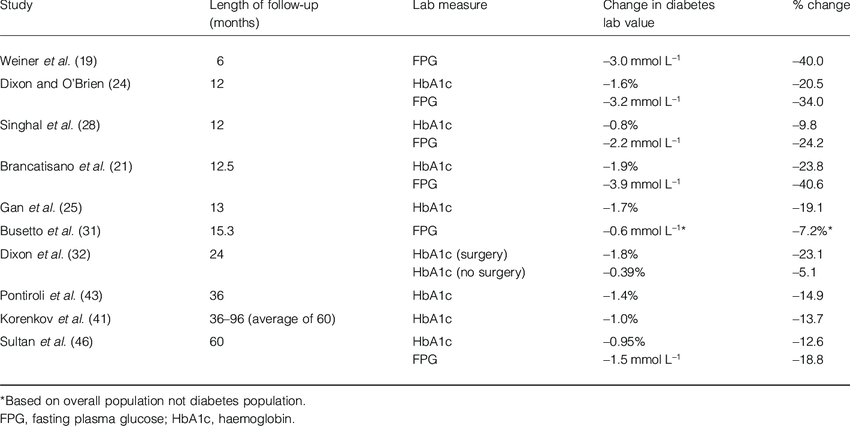 Study Length of follow-up (months) Lab measure Change in diabetes lab value % change
Weiner et al. (19) 6 FPG –3.0 mmol L–1 –40.0
Dixon and O'Brien (24) 12 HbA1c –1.6% –20.5
FPG –3.2 mmol L–1 –34.0
Singhal et al. (28) 12 HbA1c –0.8% –9.8
FPG –2.2 mmol L–1 –24.2
Brancatisano et al. (21) 12.5 HbA1c –1.9% –23.8
FPG –3.9 mmol L–1 –40.6
Gan et al. (25) 13 HbA1c –1.7% –19.1
Busetto et al. (31) 15.3 FPG –0.6 mmol L–1* –7.2%*
Dixon et al. (32) 24 HbA1c (surgery) –1.8% –23.1
HbA1c (no surgery) –0.39% –5.1
Pontiroli et al. (43) 36 HbA1c –1.4% –14.9
Korenkov et al. (41) 36–96 (average of 60) HbA1c –1.0% –13.7
Sultan et al. (46) 60 HbA1c –0.95% –12.6
FPG –1.5 mmol L–1 –18.8
*Based on overall population not diabetes population.
FPG, fasting plasma glucose; HbA1c, haemoglobin.